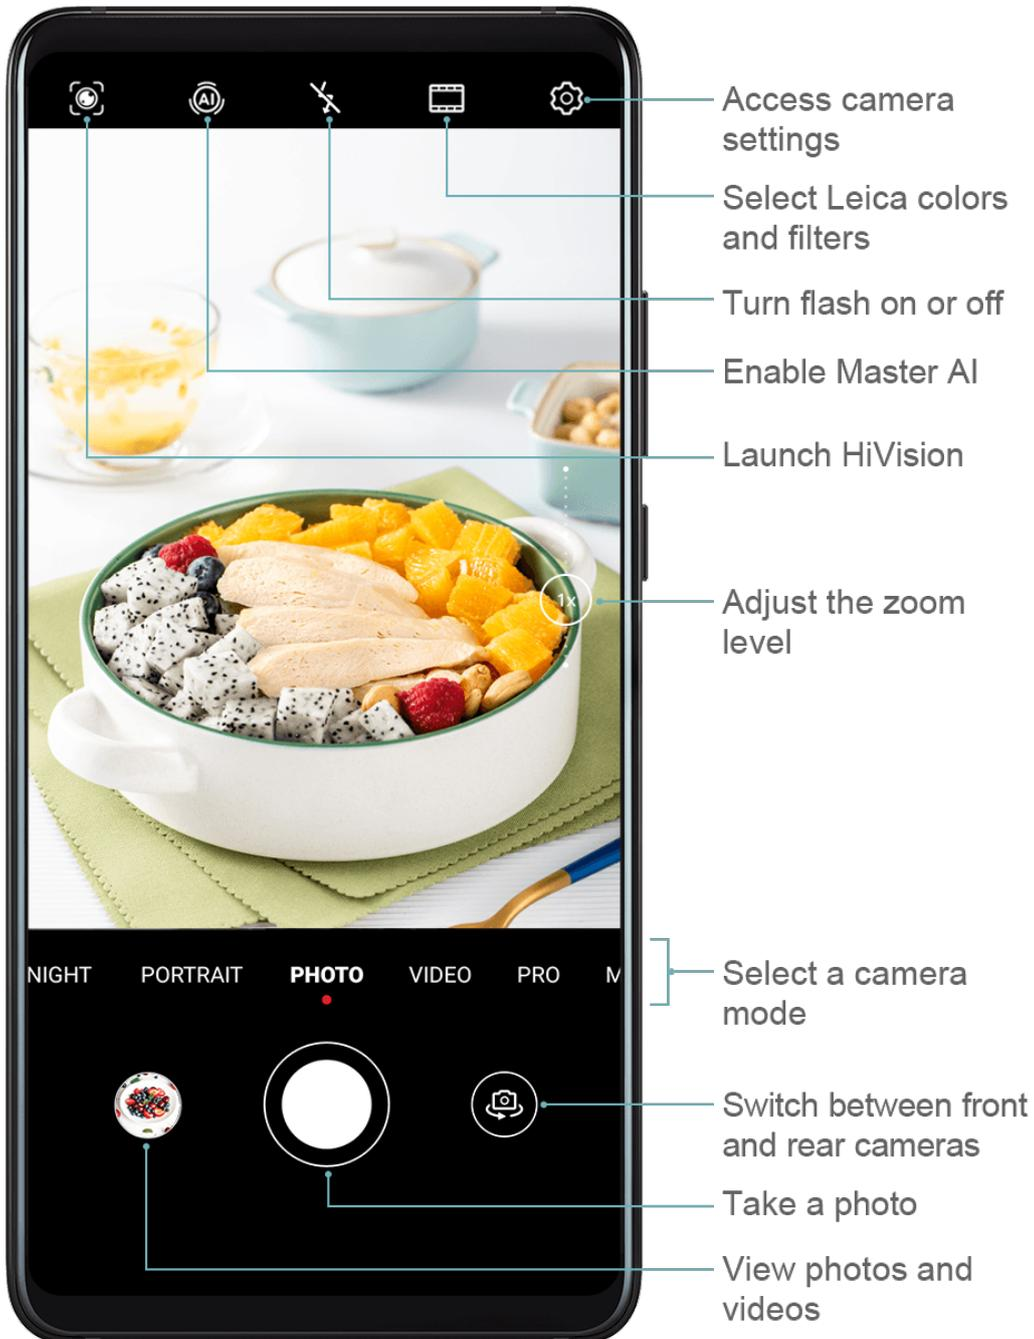 AI
Access camera
settings
Select Leica colors
and filters
Turn flash on or off
Enable Master AI
Launch HiVision
1x
Adjust the zoom
level
NIGHT PORTRAIT PHOTO VIDEO PRO M
Select a camera
mode
Switch between front
and rear cameras
Take a photo
View photos and
videos